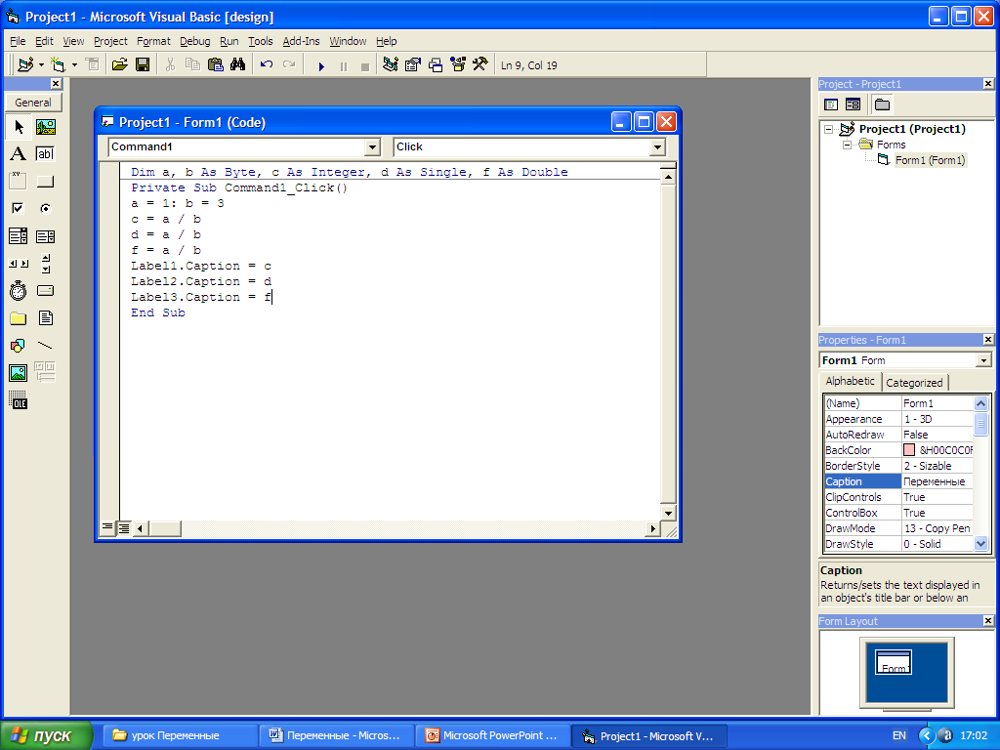 Project1 - Microsoft Visual Basic [design]
File Edit View Project Format Debug Run Tools Add-Ins Window Help
Ln 9, Col 19
General
A ab|
xv
OLE
Project1 - Form1 (Code)
Command1 Click
Dim a, b As Byte, c As Integer, d As Single, f As Double
Private Sub Command1_Click()
a = 1: b = 3
c = a / b
d = a / b
f = a / b
Label1.Caption = c
Label2.Caption = d
Label3.Caption = f
End Sub
Project - Project1
Project1 (Project1)
Forms
Form1 (Form1)
Properties - Form1
Form1 Form
Alphabetic Categorized
(Name) Form1
Appearance 1 - 3D
AutoRedraw False
BackColor &H00C0C0F
BorderStyle 2 - Sizable
Caption Переменные
ClipControls True
ControlBox True
DrawMode 13 - Copy Pen
DrawStyle 0 - Solid
Caption
Returns/sets the text displayed in
an object's title bar or below an
Form Layout
Form1
пуск урок Переменные Переменные - Micros... Microsoft PowerPoint ... Project1 - Microsoft V... EN 17:02